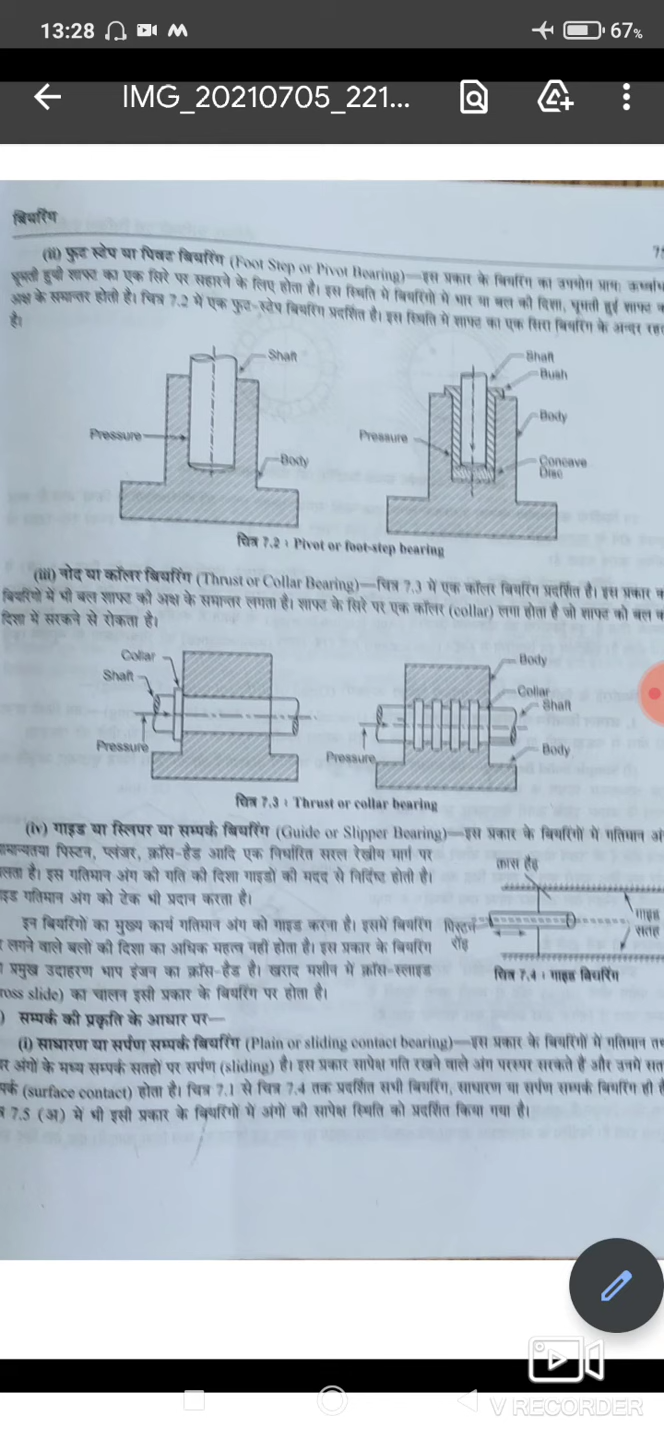 13:28
67%
IMG_20210705_221...
बियरिंग
(ii) फुट स्टेप या पिवट बियरिंग (Foot Step or Pivot Bearing)—इस प्रकार के बियरिंग का उपयोग प्रायः
घूमती हुयी शाफ्ट का एक सिरे पर सहारने के लिए होता है। इस स्थिति में बियरिंगो में भार या बल की दिशा, घूमती हुई शाफ्ट
अक्ष के समान्तर होती है। चित्र 7.2 में एक फुट-स्टेप बियरिंग प्रदर्शित है। इस स्थिति मे शाफ्ट का एक सिरा बियरिंग के अन्दर
है।
Shaft
Pressure
Body
Shaft
Bush
Body
Pressure
Concave
Disc
चित्र 7.2 : Pivot or foot-step bearing
(iii) नोद या कॉलर बियरिंग (Thrust or Collar Bearing)—चित्र 7.3 में एक कॉलर बियरिंग प्रदर्शित है। इस प्रकार
बियरिंगो में भी बल शाफ्ट की अक्ष के समान्तर लगता है। शाफ्ट के सिरे पर एक कॉलर (collar) लगा होता है जो शाफ्ट को बल
दिशा में सरकने से रोकता है।
Collar
Shaft
Pressure
Body
Collar
Shaft
Pressure
Body
चित्र 7.3 : Thrust or collar bearing
(iv) गाइड या स्लिपर या सम्पर्क बियरिंग (Guide or Slipper Bearing)—इस प्रकार के बियरिंगो मे गतिमान
पिस्टन, प्लंजर, क्रॉस-हैड आदि एक निर्धारित सरल रेखीय मार्ग पर
है। इस गतिमान अंग की गति की दिशा गाइडों की मदद से निर्दिष्ट होती है।
गतिमान अंग को टेक भी प्रदान करता है।
इन बियरिंगों का मुख्य कार्य गतिमान अंग को गाइड करना है। इसमें बियरिंग
लगने वाले बलो की दिशा का अधिक महत्व नहीं होता है। इस प्रकार के बियरिंग
प्रमुख उदाहरण भाप इंजन का क्रॉस-हैड है। खराद मशीन में क्रॉस-स्लाइड
ross slide) का चालन इसी प्रकार के बियरिंग पर होता है।
क्रास हैड
गाइड
सतह
पिस्टन
रॉड
चित्र 7.4 : गाइड बियरिंग
) सम्पर्क की प्रकृति के आधार पर—
(i) साधारण या सर्पण सम्पर्क बियरिंग (Plain or sliding contact bearing)—इस प्रकार के बियरिंगों में गतिमान
अंगों के मध्य सम्पर्क सतहों पर सर्पण (sliding) है। इस प्रकार सापेक्ष गति रखने वाले अंग परस्पर सरकते हैं और उनमें
(surface contact) होता है। चित्र 7.1 से चित्र 7.4 तक प्रदर्शित सभी बियरिंग, साधारण या सर्पण सम्पर्क बियरिंग ही
7.5 (अ) मे भी इसी प्रकार के बियरिंगो में अंगों की सापेक्ष स्थिति को प्रदर्शित किया गया है।
V RECORDER